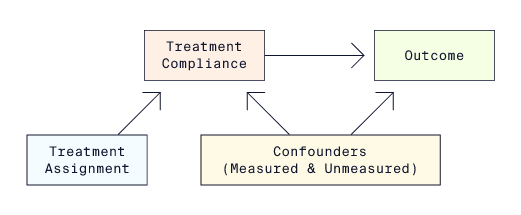 Treatment
Compliance
Outcome
Treatment
Assignment
Confounders
(Measured & Unmeasured)